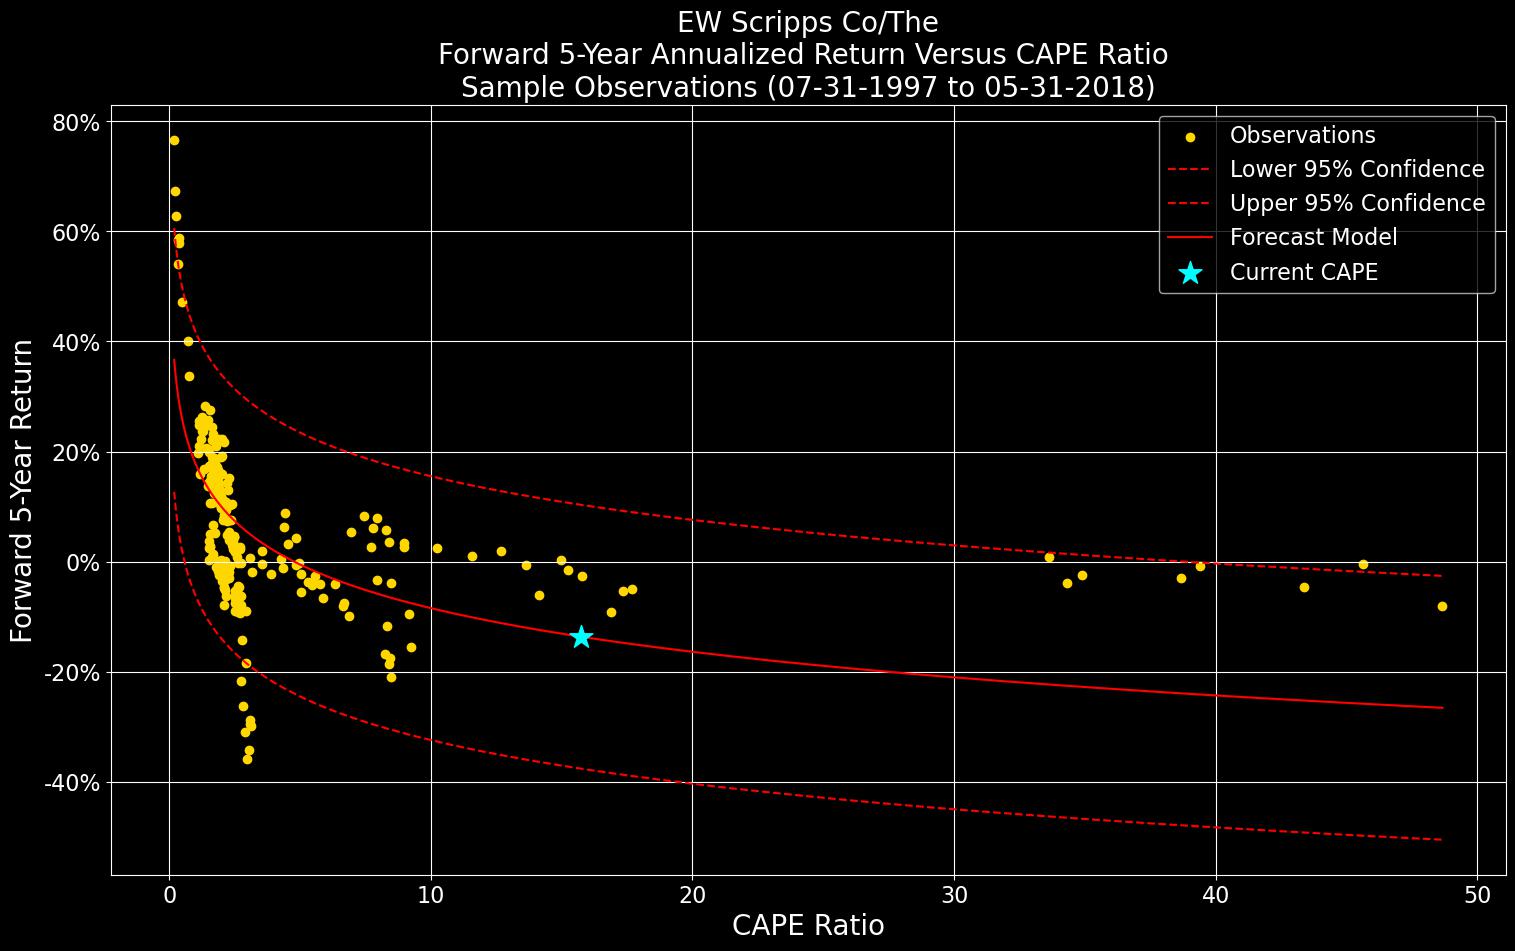 EW Scripps Co/The
Forward 5-Year Annualized Return Versus CAPE Ratio
Sample Observations (07-31-1997 to 05-31-2018)
Observations
Lower 95% Confidence
Upper 95% Confidence
Forecast Model
Current CAPE
Forward 5-Year Return
80%
60%
40%
20%
0%
-20%
-40%
0
10
20
30
40
50
CAPE Ratio